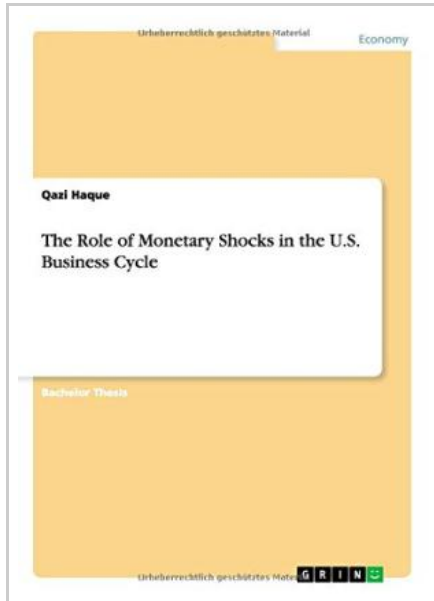 Urheberrechtlich geschütztes Material
Economy
Qazi Haque
The Role of Monetary Shocks in the U.S.
Business Cycle
Bachelor Thesis
Urheberrechtlich geschütztes Mate
GRIN